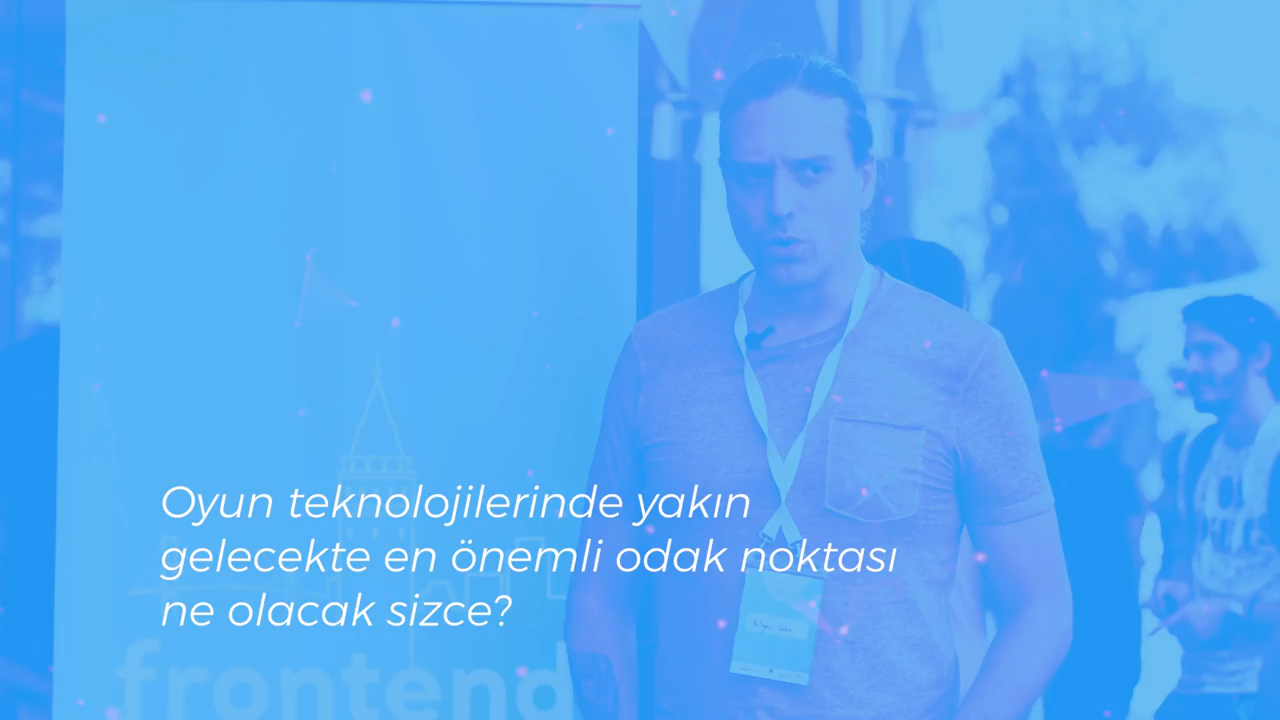 Oyun teknolojilerinde yakın
gelecekte en önemli odak noktası
ne olacak sizce?
frontend